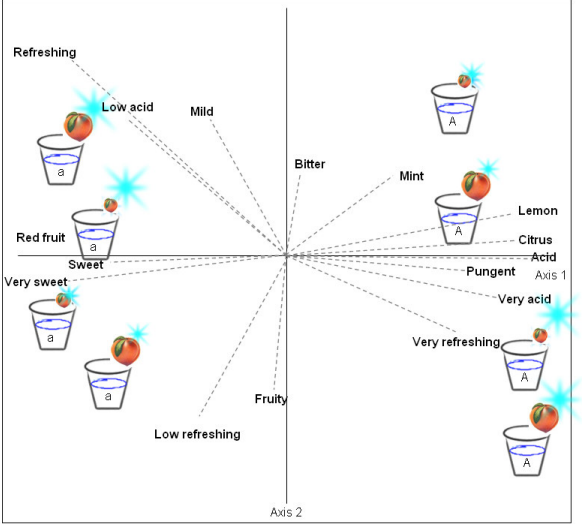 Refreshing
Low acid
Mild
A
a
Bitter
Mint
A
Lemon
Red fruit
a
Citrus
Acid
Sweet
Pungent
Axis 1
Very sweet
Very acid
a
Very refreshing
A
a
Fruity
Low refreshing
A
Axis 2